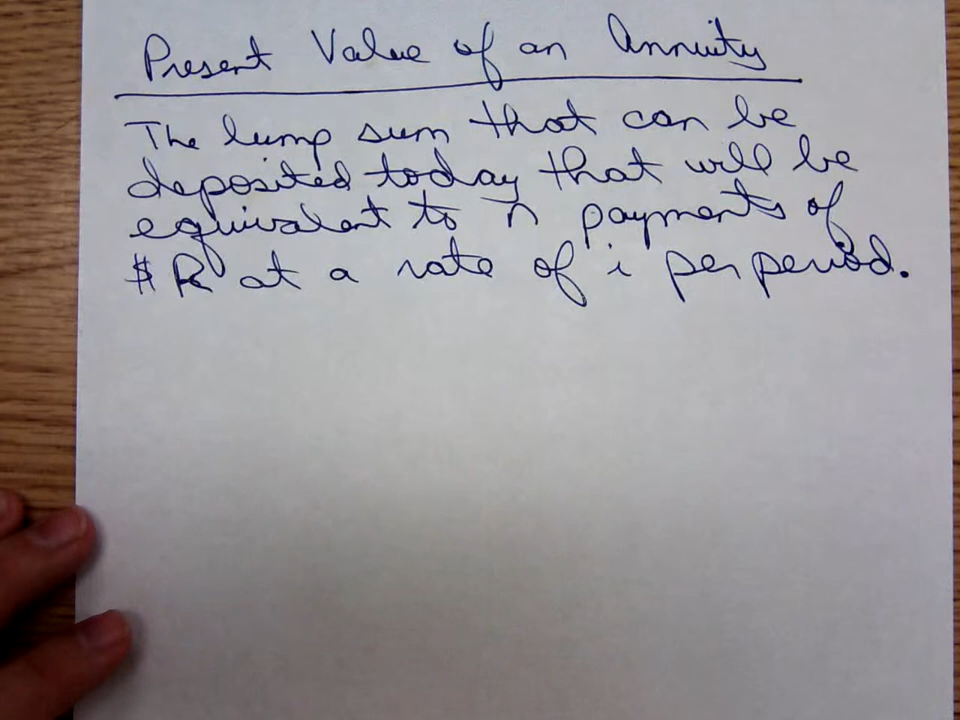 Present Value of an Annuity
The lump sum that can be
deposited today that will be
equivalent to n payments of
$R at a rate of i per period.